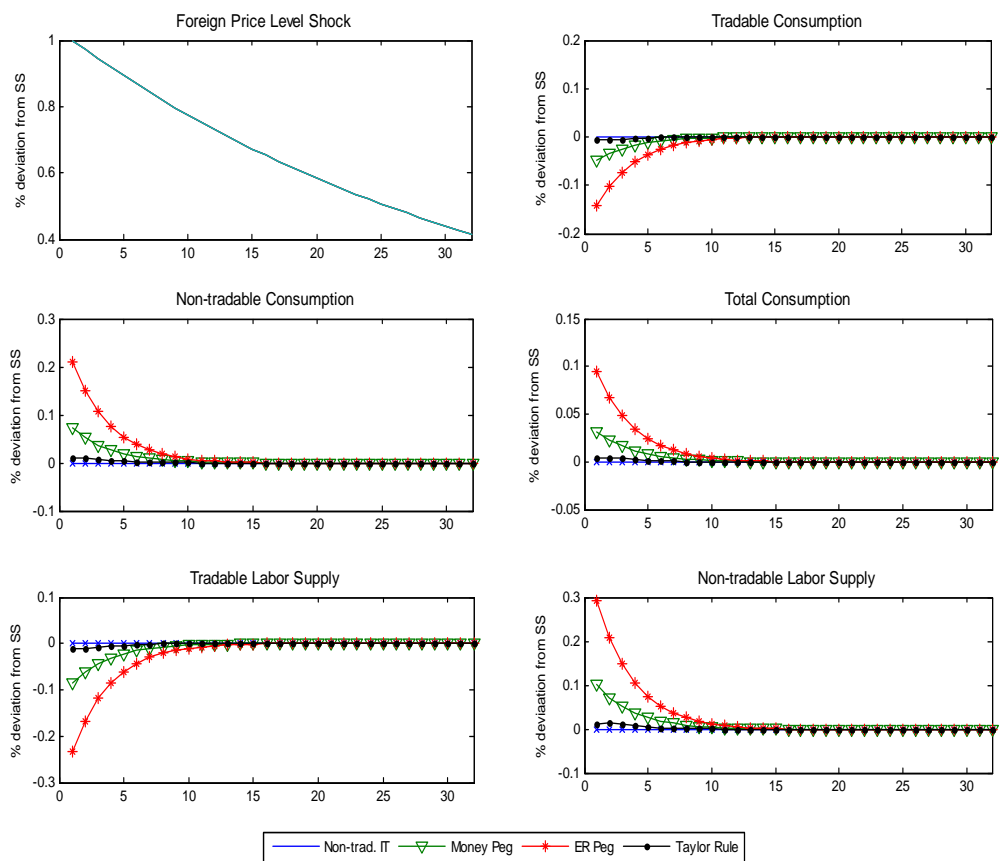 Foreign Price Level Shock
% deviation from SS
1
0.8
0.6
0.4
0 5 10 15 20 25 30
Tradable Consumption
% deviation from SS
0.2
0.1
0
-0.1
-0.2
0 5 10 15 20 25 30
Non-tradable Consumption
% deviation from SS
0.3
0.2
0.1
0
-0.1
0 5 10 15 20 25 30
Total Consumption
% deviation from SS
0.15
0.1
0.05
0
-0.05
0 5 10 15 20 25 30
Tradable Labor Supply
% deviation from SS
0.1
0
-0.1
-0.2
-0.3
0 5 10 15 20 25 30
Non-tradable Labor Supply
% deviaation from SS
0.3
0.2
0.1
0
-0.1
0 5 10 15 20 25 30
Non-trad. IT Money Peg ER Peg Taylor Rule